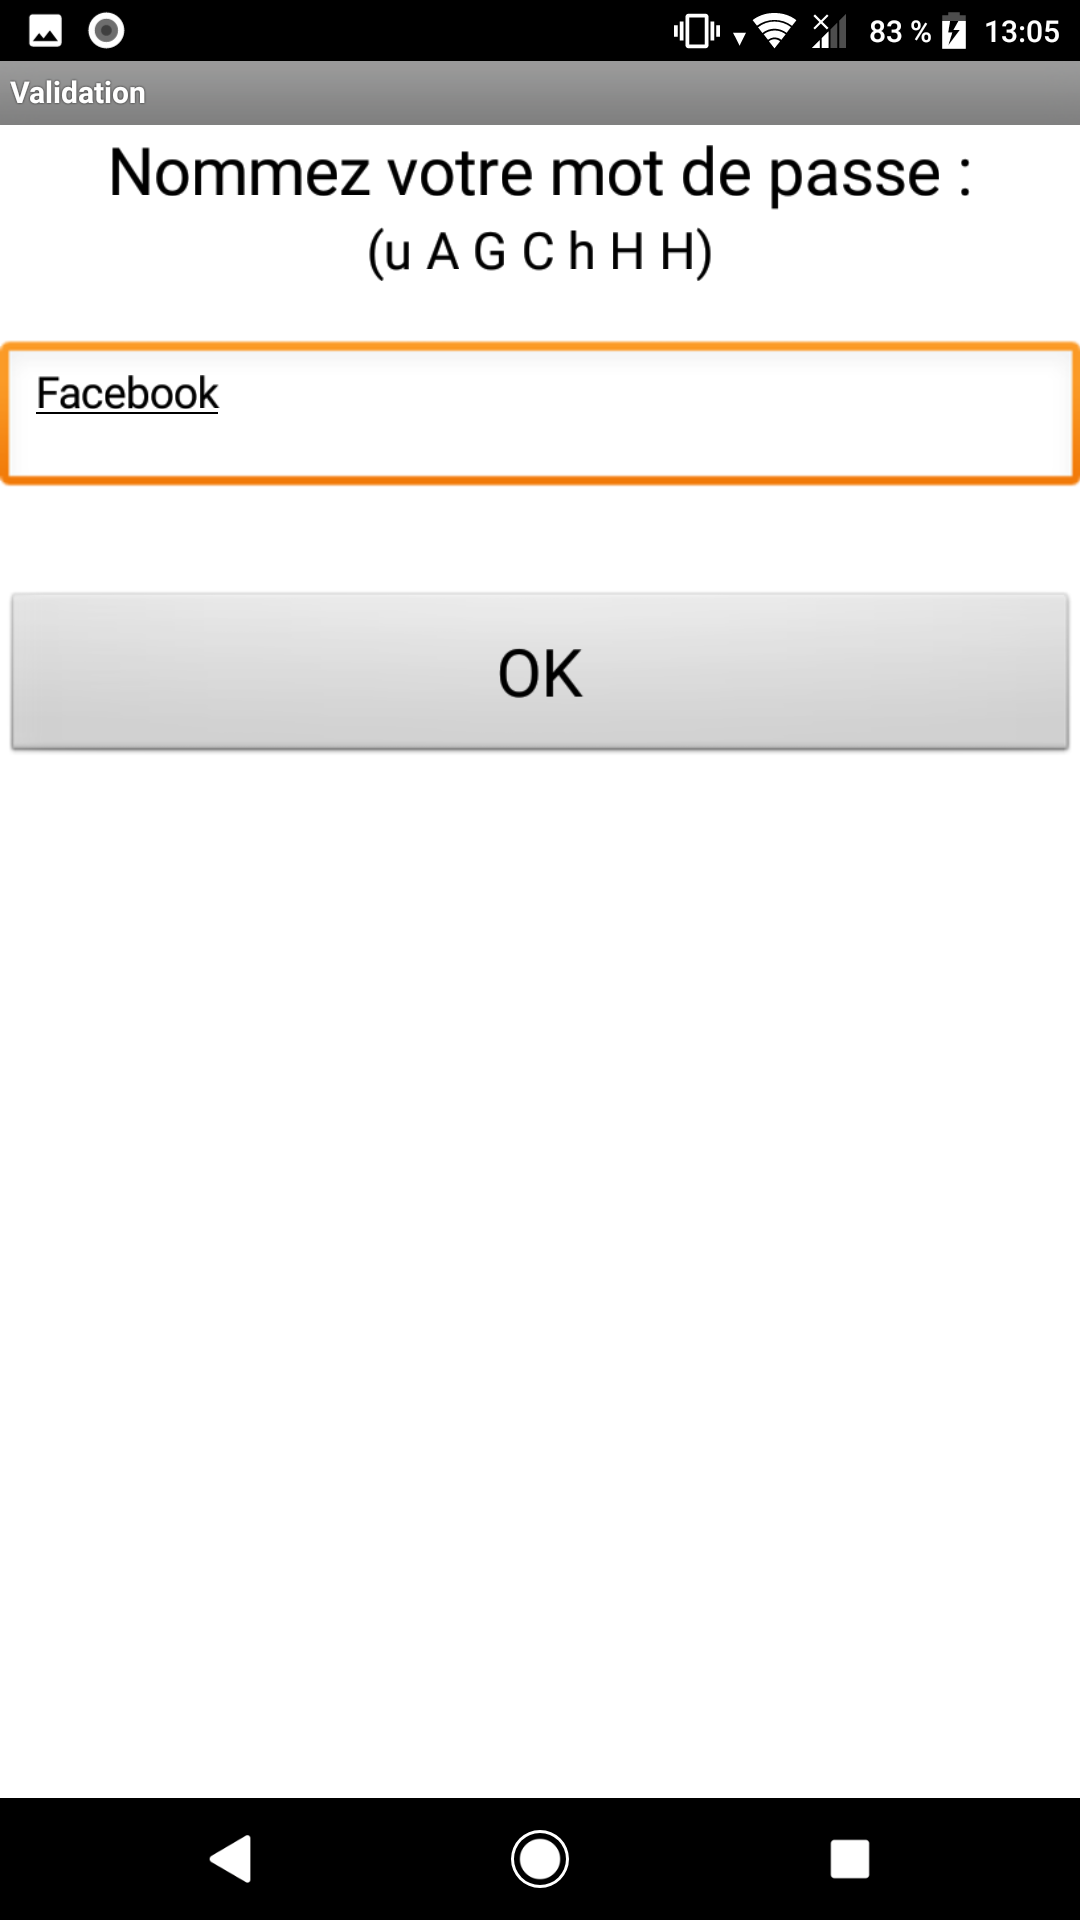 83 % 13:05
Validation
Nommez votre mot de passe :
(u A G C h H H)
Facebook
OK